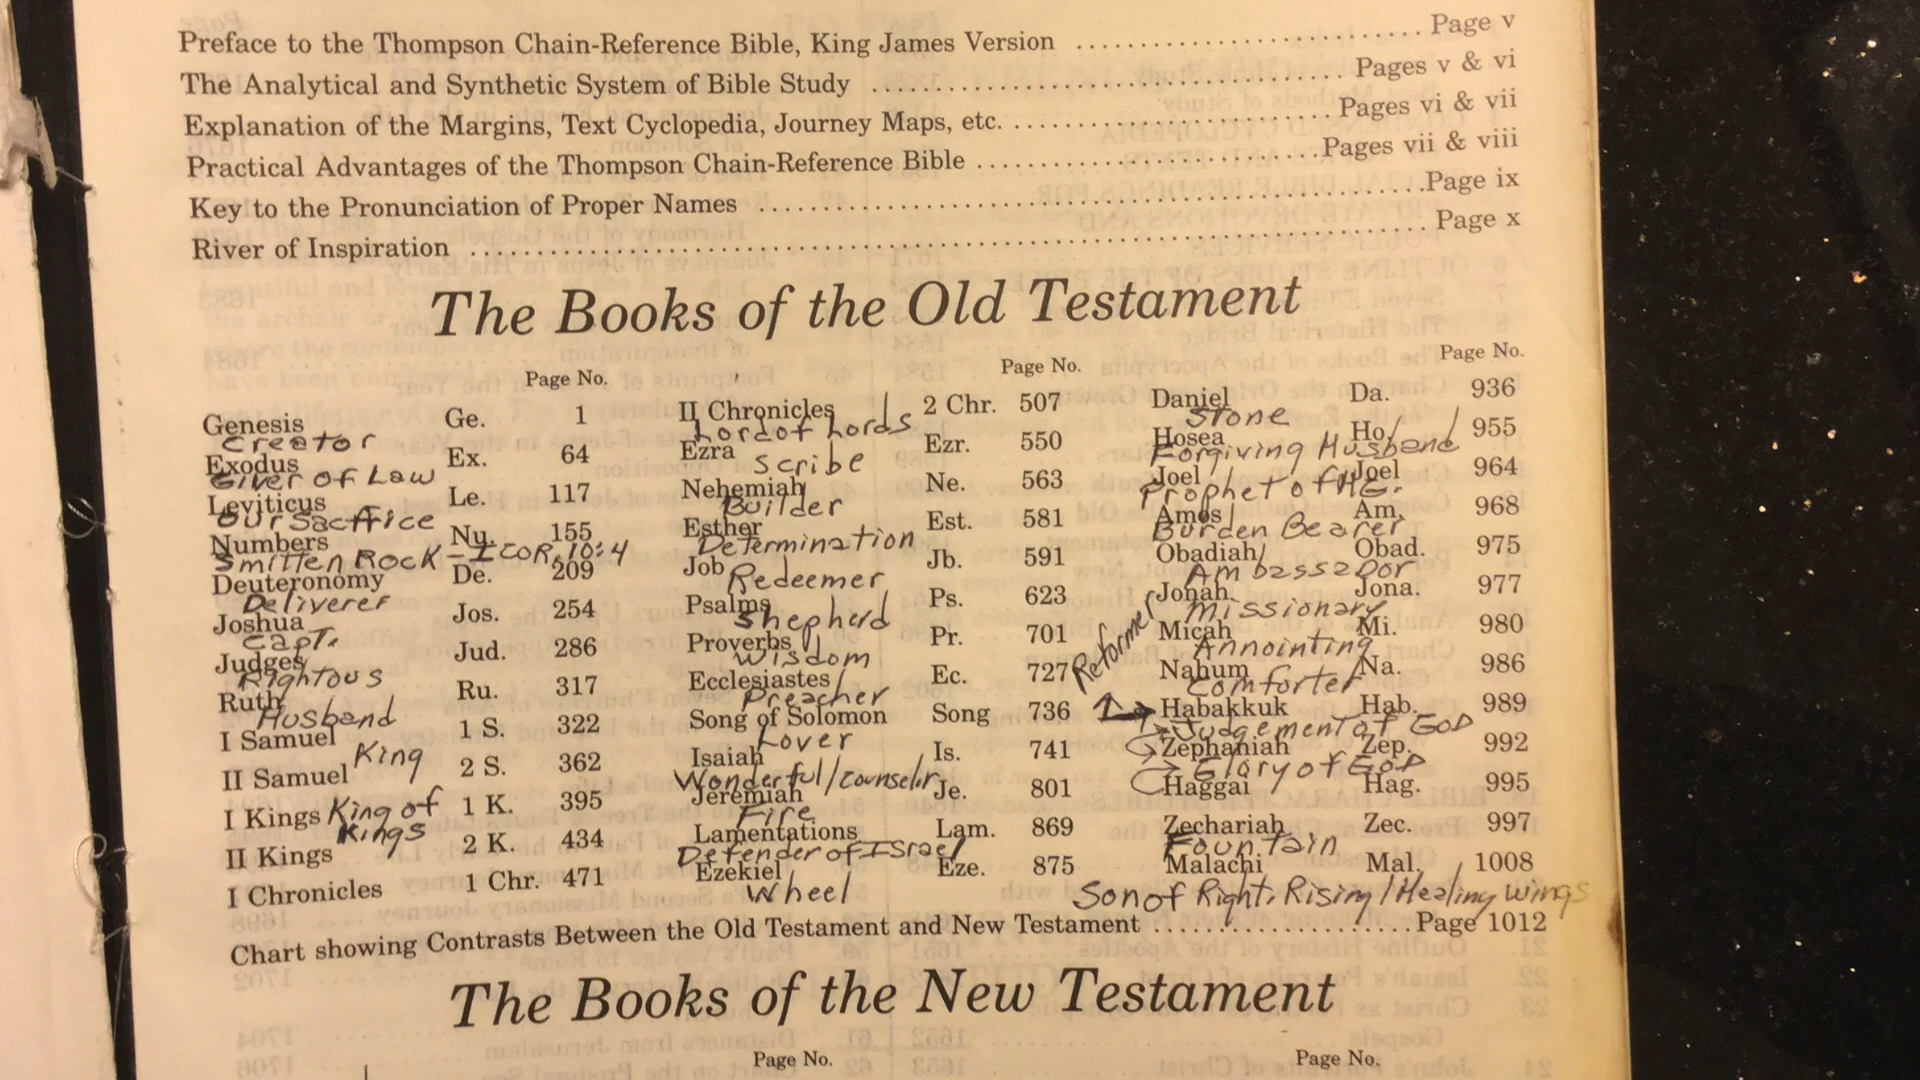 Preface to the Thompson Chain-Reference Bible, King James Version ........................... Page v
The Analytical and Synthetic System of Bible Study ........................... Pages v & vi
Explanation of the Margins, Text Cyclopedia, Journey Maps, etc. ........................... Pages vi & vii
Practical Advantages of the Thompson Chain-Reference Bible ........................... Pages vii & viii
Key to the Pronunciation of Proper Names ........................... Page ix
River of Inspiration ........................... Page x
The Books of the Old Testament
Page No.
Genesis Ge. 1
Creator
Exodus Ex. 64
Giver of Law
Leviticus Le. 117
Our Sacrifice
Numbers Nu. 155
Smitten Rock - I COR, 10:4
Deuteronomy De. 209
Deliverer
Joshua Jos. 254
Capt.
Judges Jud. 286
Rightous
Ruth Ru. 317
Husband
I Samuel 1 S. 322
King
II Samuel 2 S. 362
I Kings 1 K. 395
King of
Kings
II Kings 2 K. 434
I Chronicles 1 Chr. 471
Page No.
II Chronicles 2 Chr. 507
Lord of Lords
Ezra Ezr. 550
Scribe
Nehemiah Ne. 563
Builder
Esther Est. 581
Determination
Job Jb. 591
Redeemer
Psalms Ps. 623
Shepherd
Proverbs Pr. 701
Wisdom
Ecclesiastes Ec. 727
Preacher
Song of Solomon Song 736
Lover
Isaiah Is. 741
Wonderful/Counselir
Jeremiah Je. 801
Fire
Lamentations Lam. 869
Defender of ISrael
Ezekiel Eze. 875
Wheel
Page No.
Daniel Da. 936
Stone
Hosea Ho. 955
Forgiving Husband
Joel Joel 964
Prophet of HG.
Amos Am. 968
Burden Bearer
Obadiah Obad. 975
Ambassador
Jonah Jona. 977
Missionary
Micah Mi. 980
Annointing
Nahum Na. 986
Comforter
Reformer
Habakkuk Hab. 989
Judgement of GOD
Zephaniah Zep. 992
Glory of GOD
Haggai Hag. 995
Zechariah Zec. 997
Fountain
Malachi Mal. 1008
Son of Right. Rising / Healing wings
Chart showing Contrasts Between the Old Testament and New Testament .................... Page 1012
The Books of the New Testament
Page No. Page No.